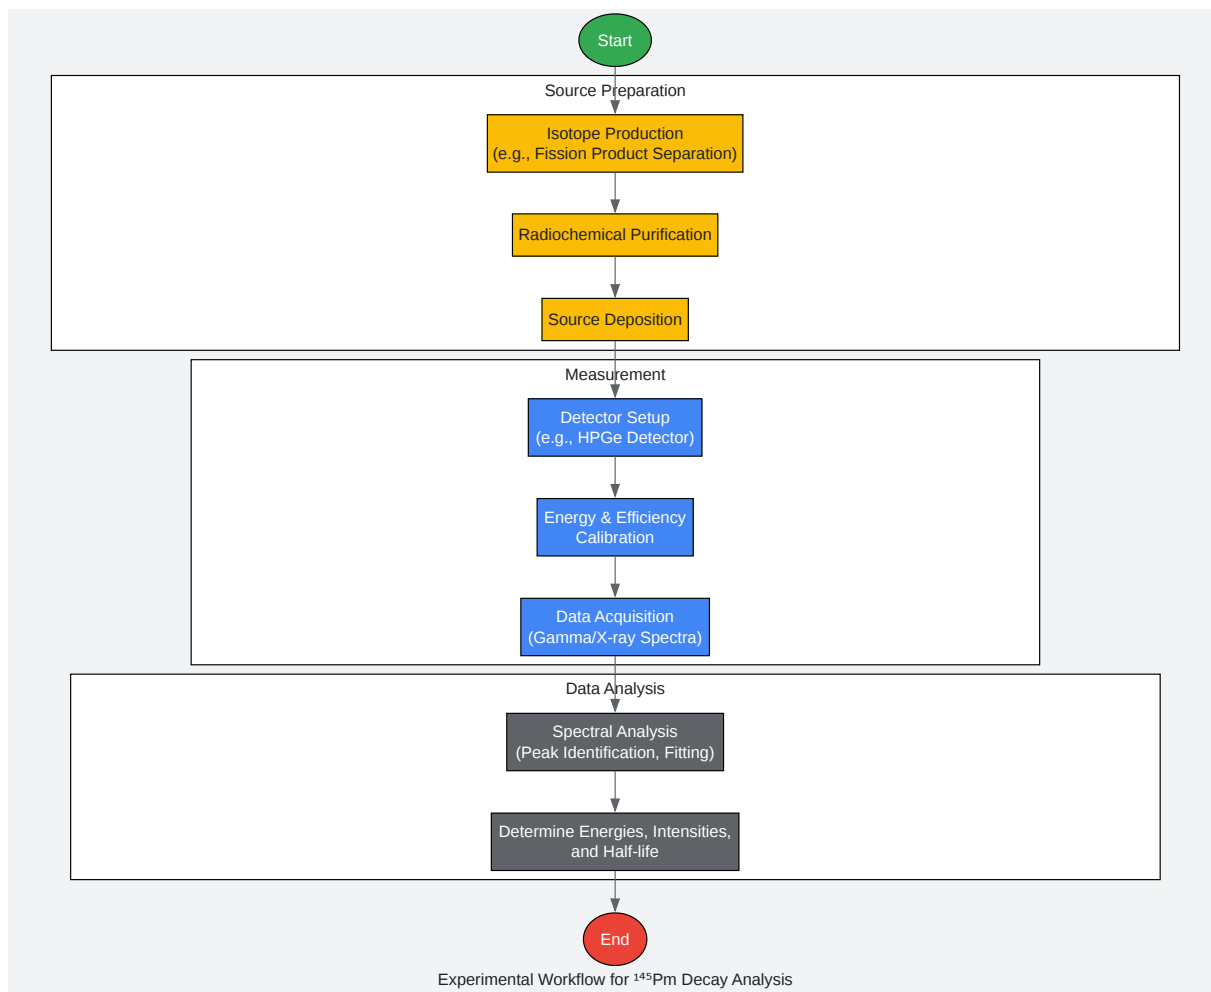 Start
Source Preparation
Isotope Production
(e.g., Fission Product Separation)
Radiochemical Purification
Source Deposition
Measurement
Detector Setup
(e.g., HPGe Detector)
Energy & Efficiency
Calibration
Data Acquisition
(Gamma/X-ray Spectra)
Data Analysis
Spectral Analysis
(Peak Identification, Fitting)
Determine Energies, Intensities,
and Half-life
End
Experimental Workflow for ¹⁴⁵Pm Decay Analysis